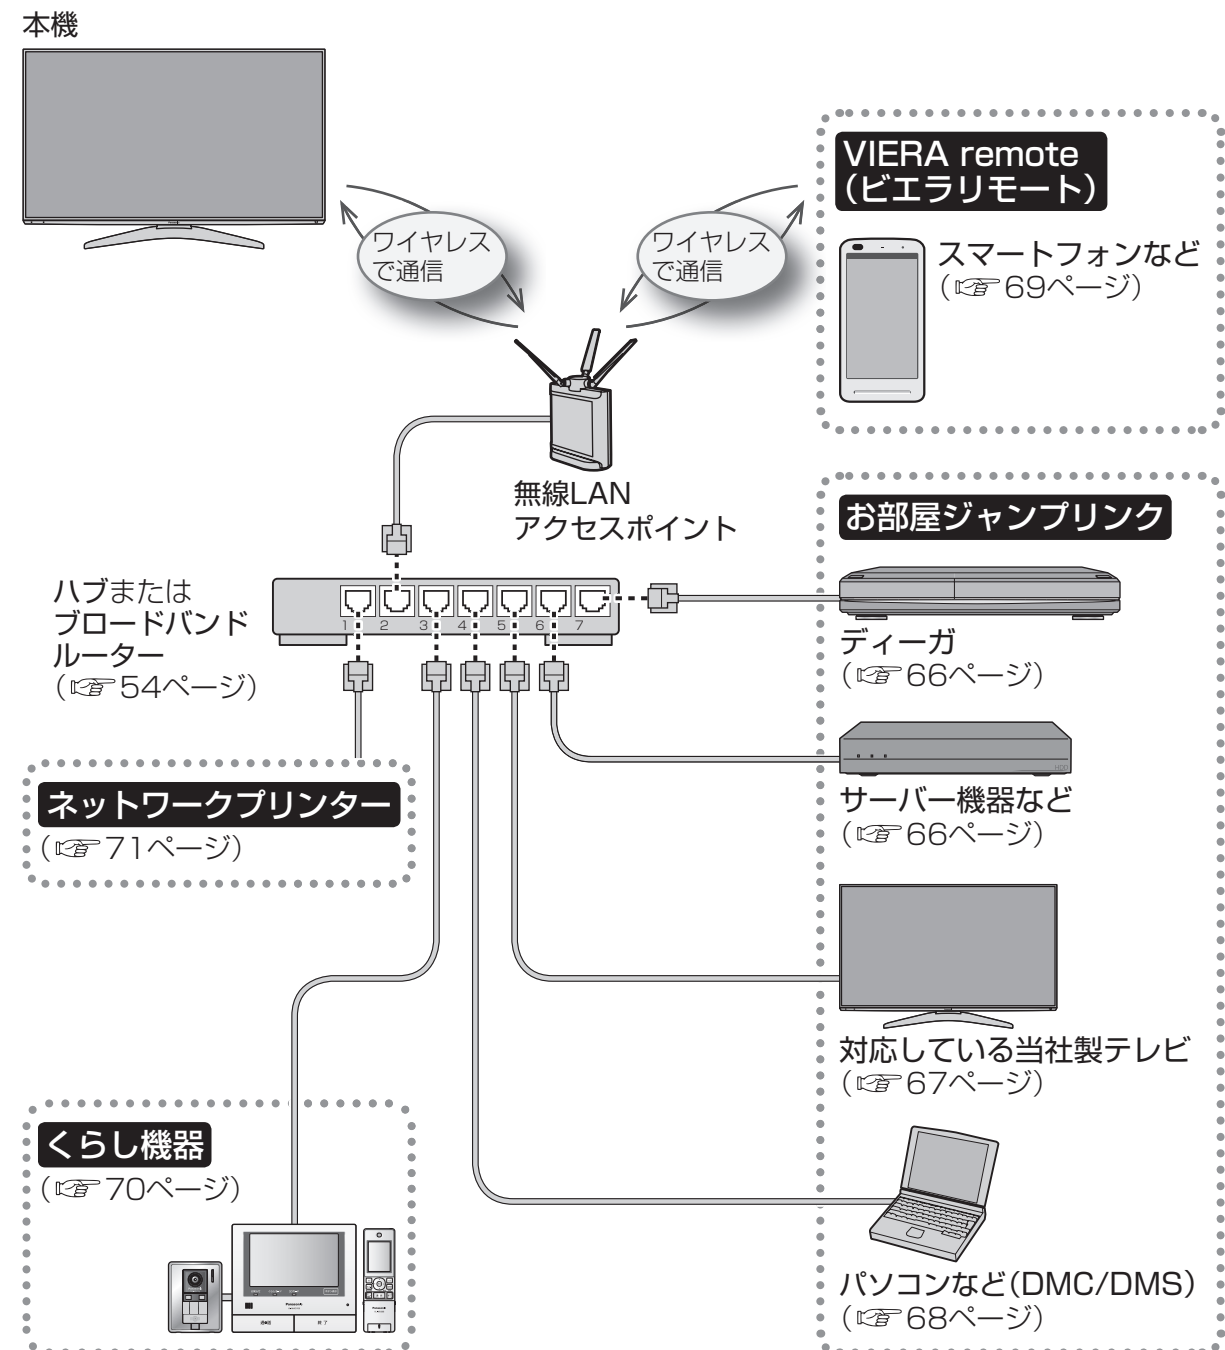 本機
ワイヤレス
で通信
ワイヤレス
で通信
VIERA remote
(ビエラリモート)
スマートフォンなど
(☞69ページ)
無線LAN
アクセスポイント
ハブまたは
ブロードバンド
ルーター
(☞54ページ)
1 2 3 4 5 6 7
お部屋ジャンプリンク
ディーガ
(☞66ページ)
HDD
サーバー機器など
(☞66ページ)
ネットワークプリンター
(☞71ページ)
対応している当社製テレビ
(☞67ページ)
くらし機器
(☞70ページ)
Panasonic
終了
パソコンなど(DMC/DMS)
(☞68ページ)